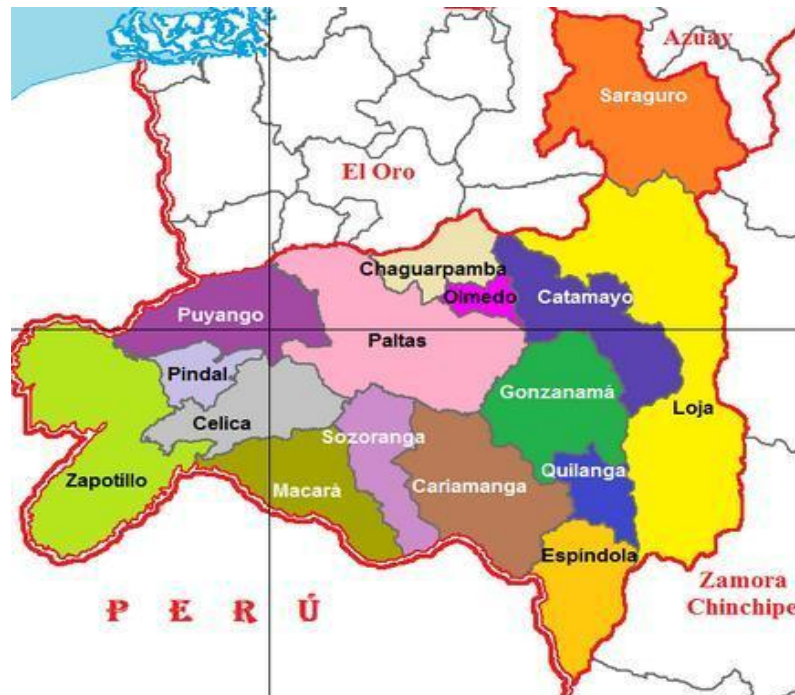 Azuay
Saraguro
El Oro
Chaguarpamba
Olmedo
Catamayo
Puyango
Paltas
Pindal
Gonzanamá
Loja
Celica
Sozoranga
Quilanga
Zapotillo
Macará
Cariamanga
Espíndola
Zamora
Chinchipe
PERÚ